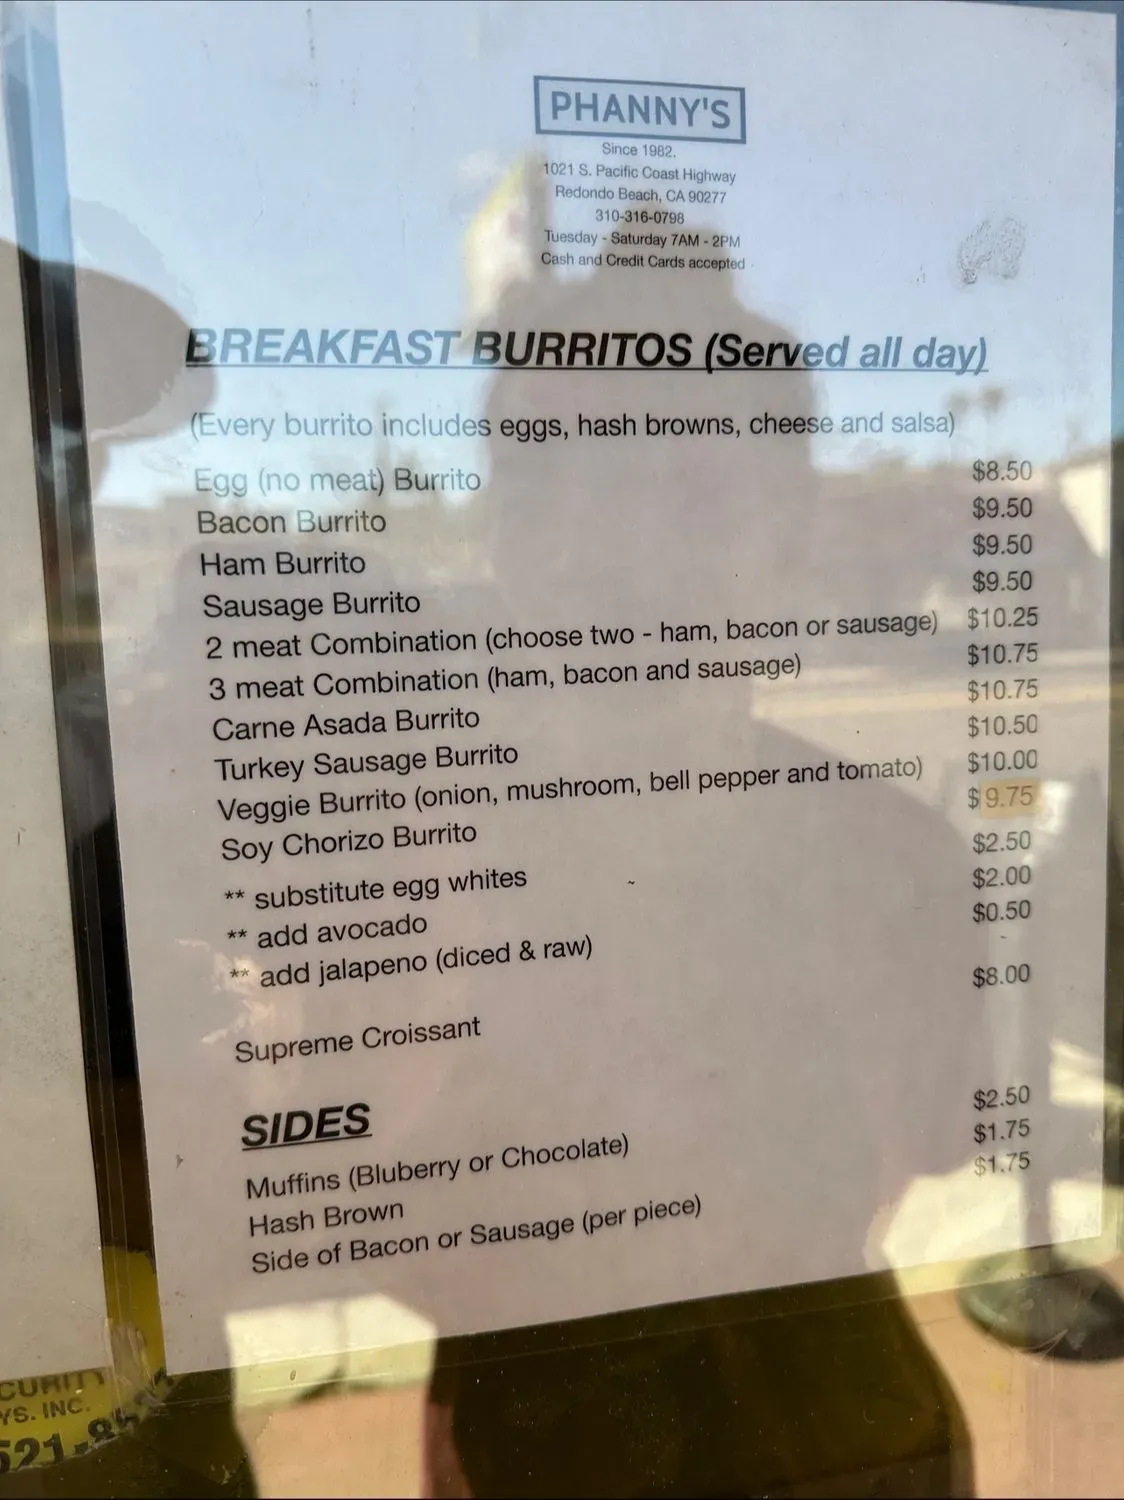 PHANNY'S
Since 1982.
1021 S. Pacific Coast Highway
Redondo Beach, CA 90277
310-316-0798
Tuesday - Saturday 7AM - 2PM
Cash and Credit Cards accepted
BREAKFAST BURRITOS (Served all day)
(Every burrito includes eggs, hash browns, cheese and salsa)
Egg (no meat) Burrito $8.50
Bacon Burrito $9.50
Ham Burrito $9.50
Sausage Burrito $9.50
2 meat Combination (choose two - ham, bacon or sausage) $10.25
3 meat Combination (ham, bacon and sausage) $10.75
Carne Asada Burrito $10.75
Turkey Sausage Burrito $10.50
Veggie Burrito (onion, mushroom, bell pepper and tomato) $10.00
Soy Chorizo Burrito $9.75
** substitute egg whites $2.50
** add avocado $2.00
** add jalapeno (diced & raw) $0.50
Supreme Croissant $8.00
SIDES
Muffins (Bluberry or Chocolate) $2.50
Hash Brown $1.75
Side of Bacon or Sausage (per piece) $1.75
YS. INC.